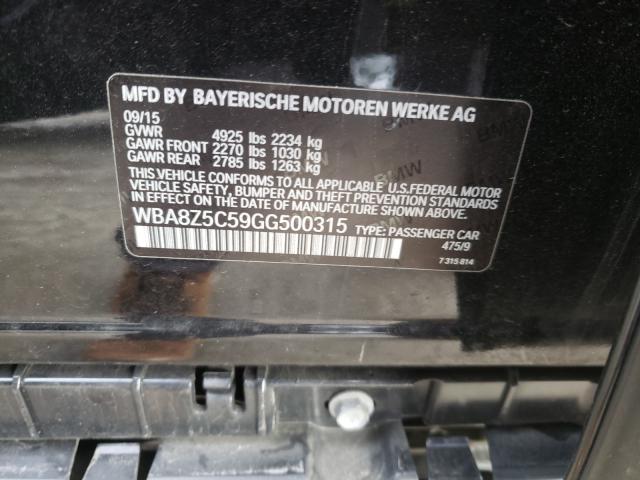 MFD BY BAYERISCHE MOTOREN WERKE AG
09/15
GVWR 4925 lbs 2234 kg
GAWR FRONT 2270 lbs 1030 kg
GAWR REAR 2785 lbs 1263 kg
THIS VEHICLE CONFORMS TO ALL APPLICABLE U.S.FEDERAL MOTOR
VEHICLE SAFETY, BUMPER AND THEFT PREVENTION STANDARDS
IN EFFECT ON THE DATE OF MANUFACTURE SHOWN ABOVE.
WBA8Z5C59GG500315 TYPE: PASSENGER CAR
475/9
7 315 814
BMW